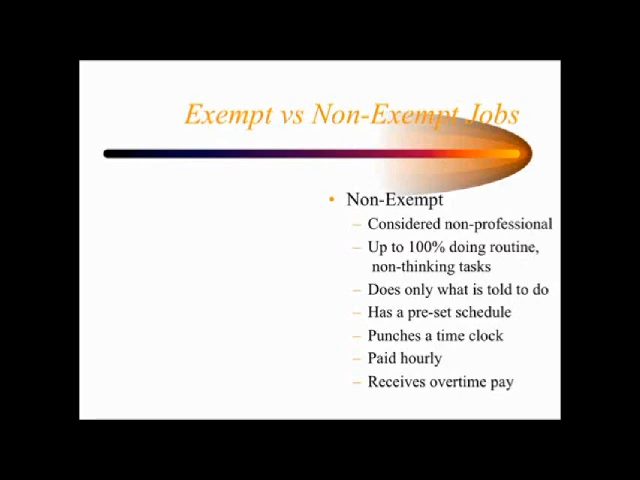 Exempt vs Non-Exempt Jobs
• Non-Exempt
– Considered non-professional
– Up to 100% doing routine,
non-thinking tasks
– Does only what is told to do
– Has a pre-set schedule
– Punches a time clock
– Paid hourly
– Receives overtime pay